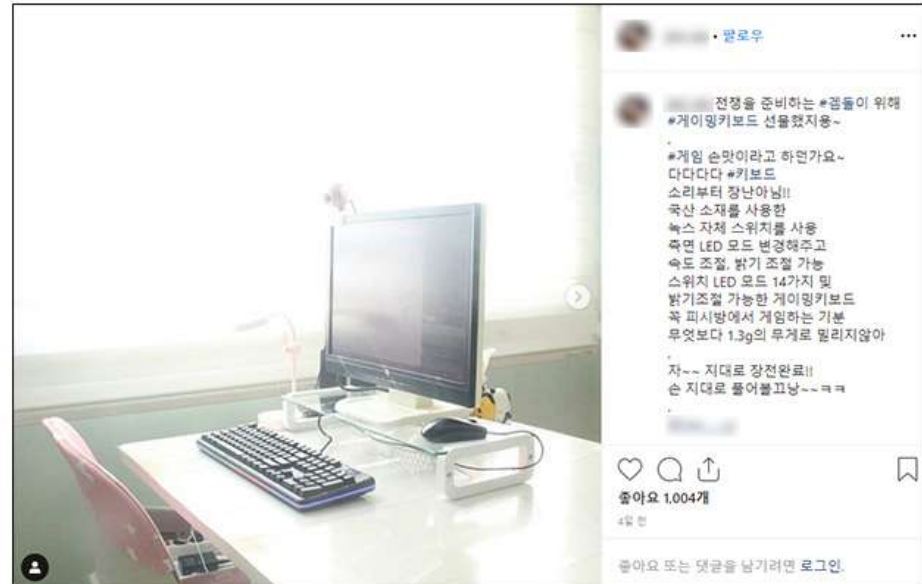 • 팔로우
전쟁을 준비하는 #겜돌이 위해
#게이밍키보드 선물했지용~
.
#게임 손맛이라고 하던가요~
다다다다 #키보드
소리부터 장난아님!!
국산 소재를 사용한
녹스 자체 스위치를 사용
측면 LED 모드 변경해주고
속도 조절, 밝기 조절 가능
스위치 LED 모드 14가지 및
밝기조절 가능한 게이밍키보드
꼭 피시방에서 게임하는 기분
무엇보다 1.3g의 무게로 밀리지않아
.
자~~ 지대로 장전완료!!
손 지대로 풀어볼끄낭~~ㅋㅋ
.
좋아요 1,004개
4일 전
좋아요 또는 댓글을 남기려면 로그인.